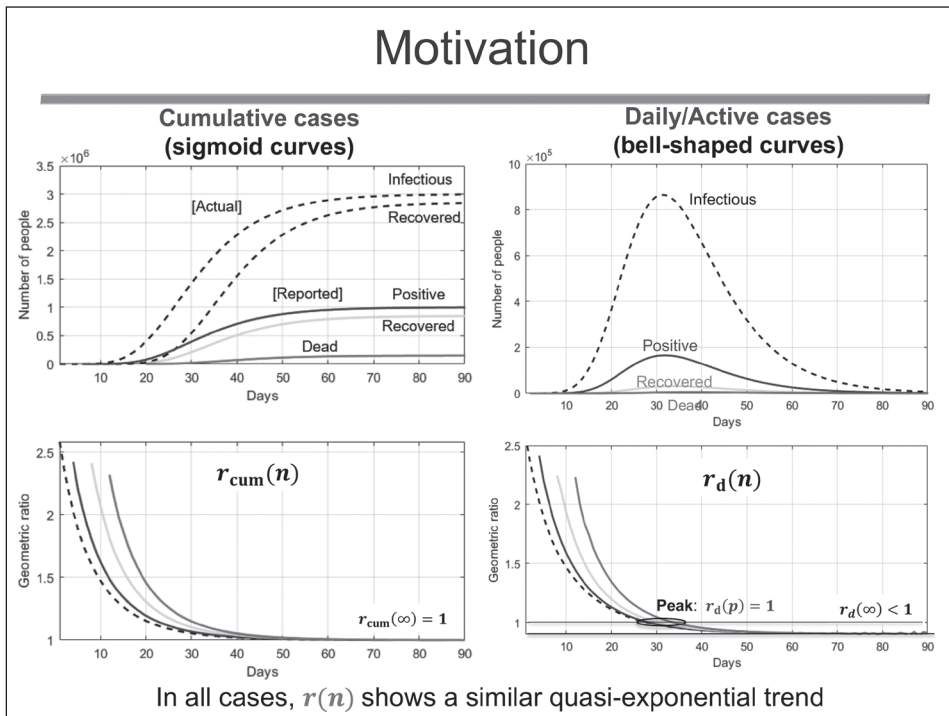 Motivation
Cumulative cases
(sigmoid curves)
×10⁶
3.5
3
2.5
2
1.5
1
0.5
0
Number of people
[Actual]
Infectious
Recovered
[Reported]
Positive
Recovered
Dead
10 20 30 40 50 60 70 80 90
Days
Daily/Active cases
(bell-shaped curves)
10 ×10⁵
8
6
4
2
0
Number of people
Infectious
Positive
Recovered
Dead
10 20 30 40 50 60 70 80 90
Days
2.5
2
1.5
1
Geometric ratio
r_cum(n)
r_cum(∞) = 1
10 20 30 40 50 60 70 80 90
Days
2.5
2
1.5
1
Geometric ratio
r_d(n)
Peak: r_d(p) = 1
r_d(∞) < 1
10 20 30 40 50 60 70 80 90
Days
In all cases, r(n) shows a similar quasi-exponential trend